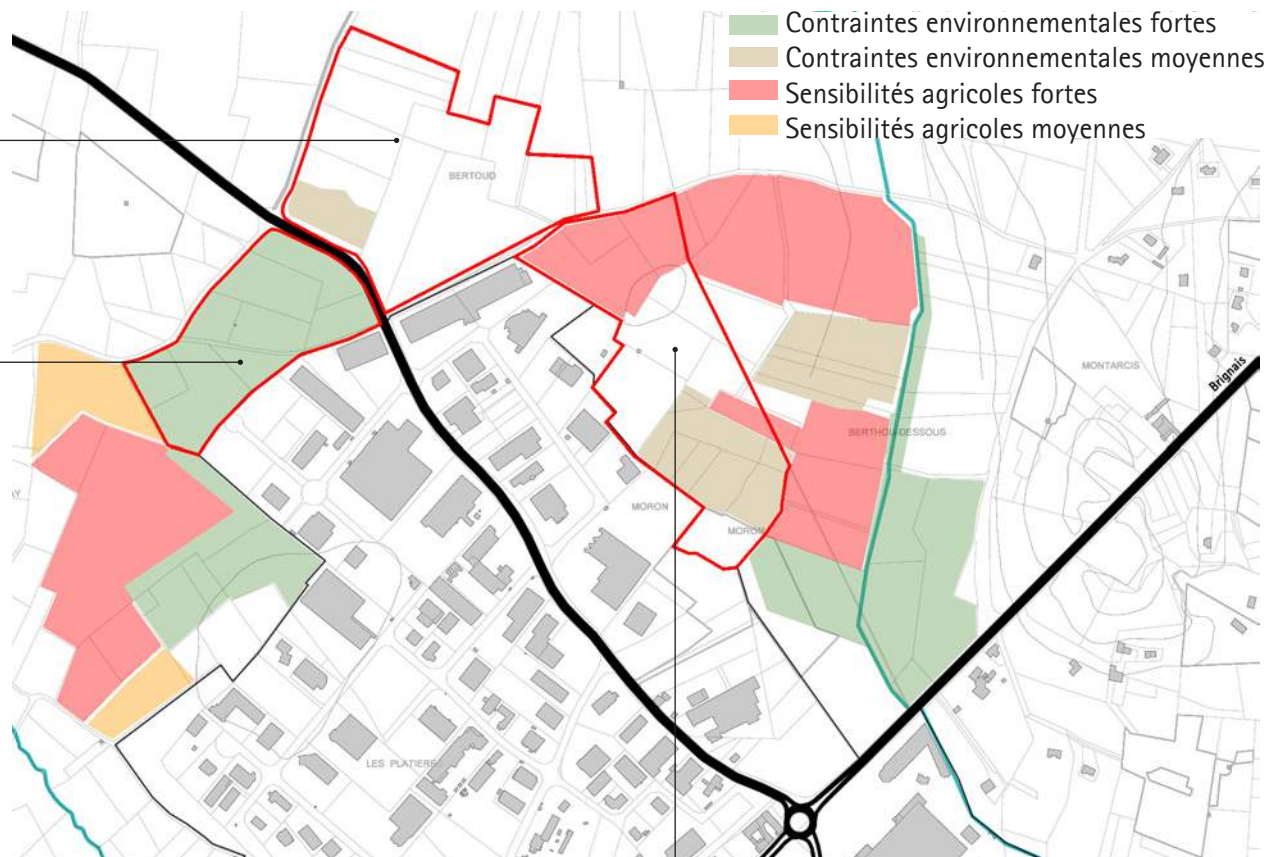 Contraintes environnementales fortes
Contraintes environnementales moyennes
Sensibilités agricoles fortes
Sensibilités agricoles moyennes
BERTOUD
MONTARCIS
Brignais
BERTHOU-DESSOUS
MORON
MORON
LES PLATIERES